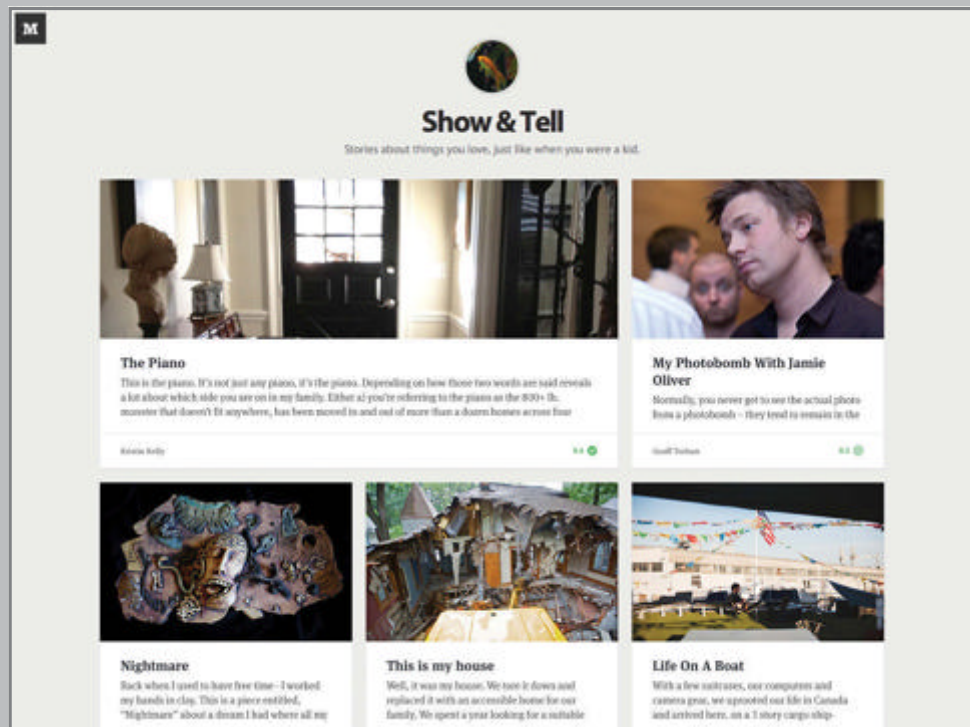 M
Show & Tell
Stories about things you love, just like when you were a kid.
The Piano
This is the piano. It's not just any piano, it's the piano. Depending on how those two words are said reveals
a lot about which side you are on in my family. Either a) you're referring to the piano as the 800+ lb.
monster that doesn't fit anywhere, has been moved in and out of more than a dozen homes across four
Kristin Kelly
My Photobomb With Jamie
Oliver
Normally, you never get to see the actual photo
from a photobomb – they tend to remain in the
Geoff
Nightmare
Back when I used to have free time - I worked
my hands in clay. This is a piece entitled,
"Nightmare" about a dream I had where all my
This is my house
Well, it was my house. We tore it down and
replaced it with an accessible home for our
family. We spent a year looking for a suitable
Life On A Boat
With a few suitcases, our computers and
camera gear, we uprooted our life in Canada
and arrived here, on a 3 story cargo ship-